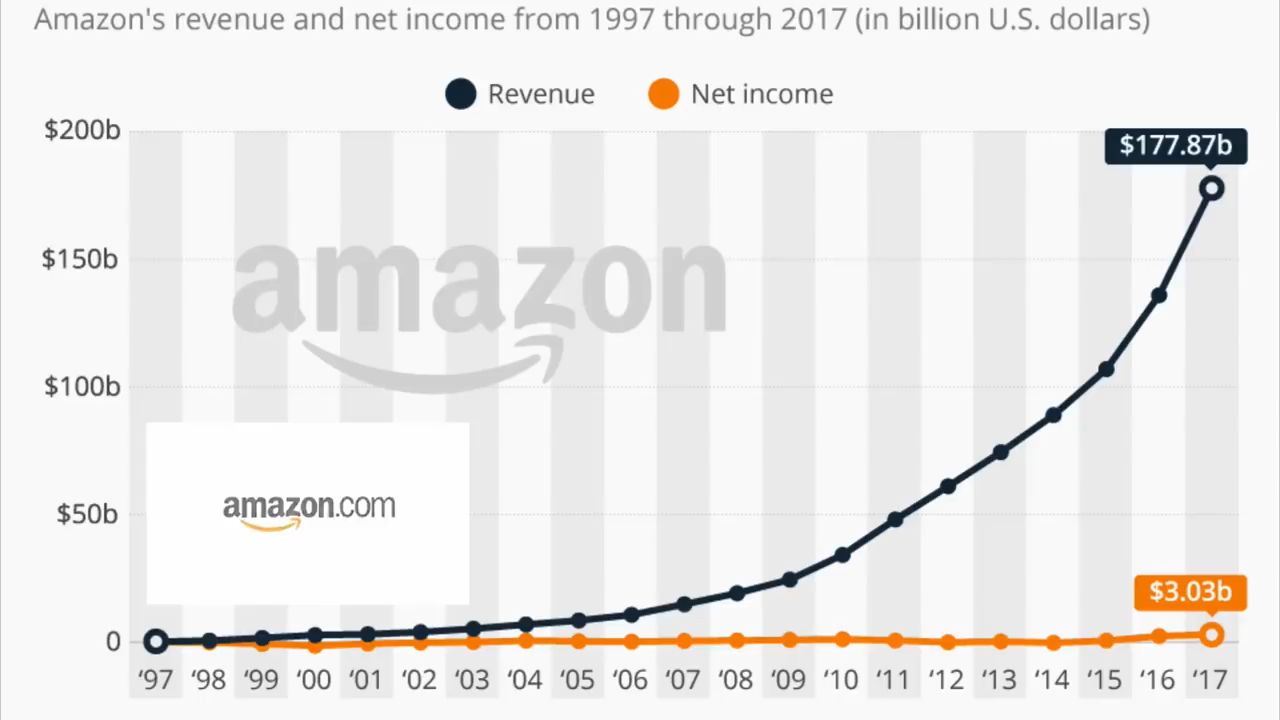 Amazon's revenue and net income from 1997 through 2017 (in billion U.S. dollars)
Revenue Net income
$200b
$177.87b
$150b
amazon
$100b
$50b
amazon.com
$3.03b
0
‘97 ‘98 ‘99 ‘00 ‘01 ‘02 ‘03 ‘04 ‘05 ‘06 ‘07 ‘08 ‘09 ‘10 ‘11 ‘12 ‘13 ‘14 ‘15 ‘16 ‘17